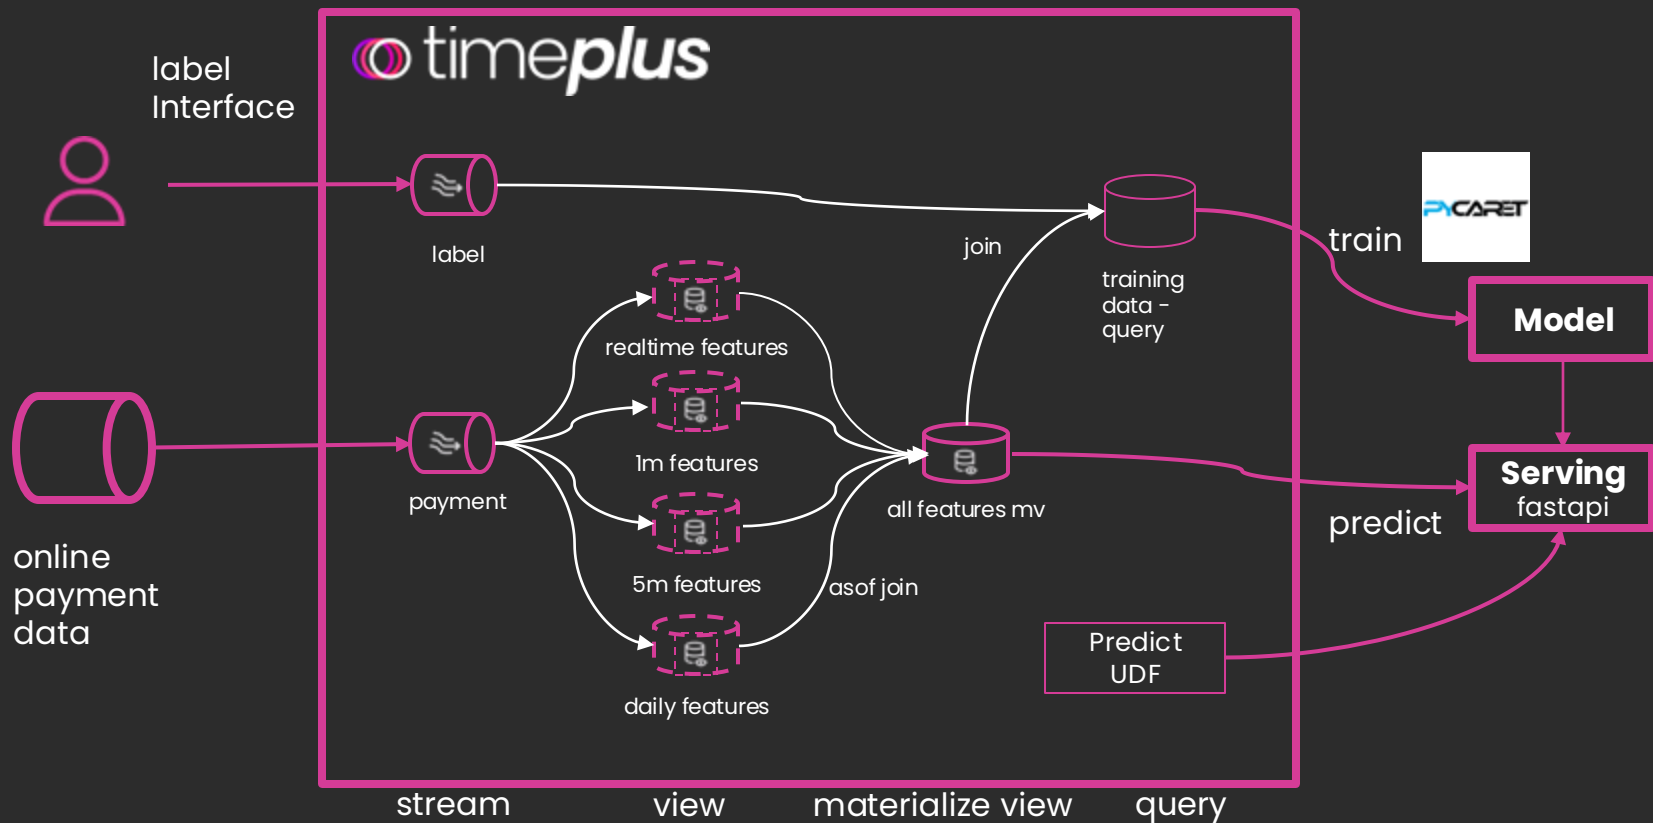 timeplus
label
Interface
label
join
training
data -
query
train
PYCARET
Model
realtime features
1m features
5m features
daily features
payment
all features mv
asof join
online
payment
data
Serving
fastapi
predict
Predict
UDF
stream
view
materialize view
query